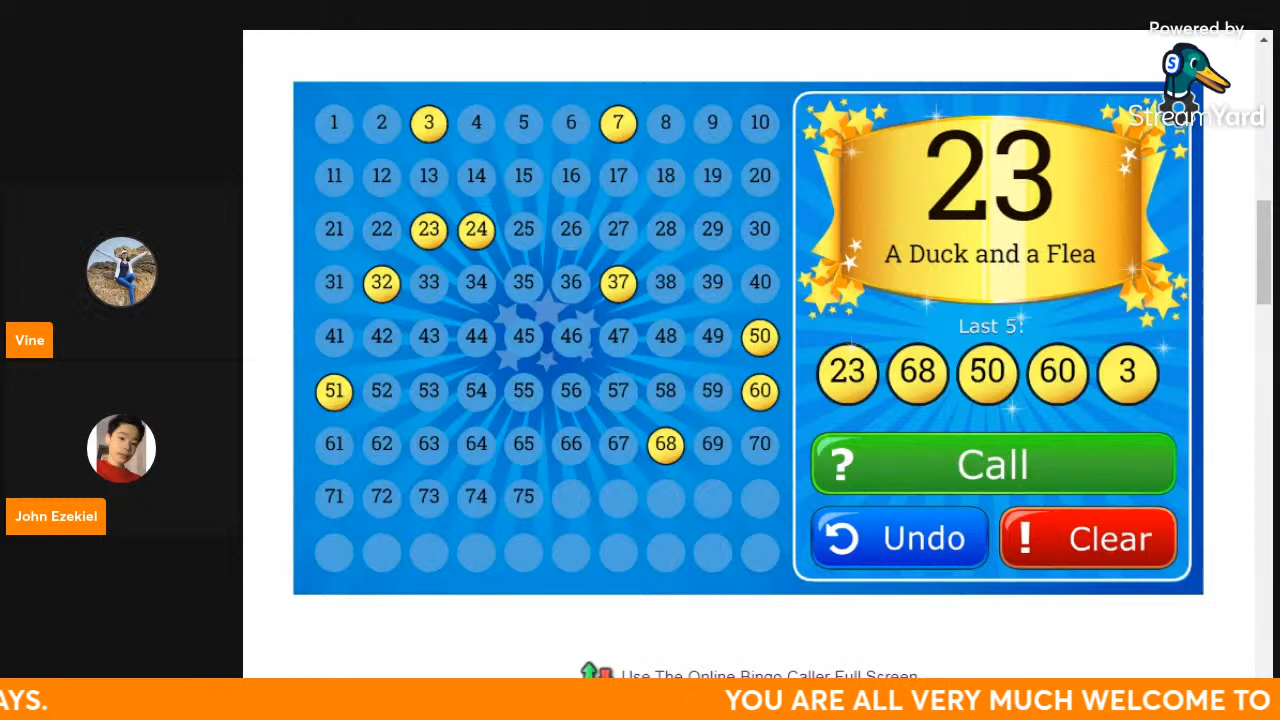 Powered by
S
StreamYard
1 2 3 4 5 6 7 8 9 10
11 12 13 14 15 16 17 18 19 20
21 22 23 24 25 26 27 28 29 30
31 32 33 34 35 36 37 38 39 40
41 42 43 44 45 46 47 48 49 50
51 52 53 54 55 56 57 58 59 60
61 62 63 64 65 66 67 68 69 70
71 72 73 74 75
23
A Duck and a Flea
Last 5:
23 68 50 60 3
? Call
Undo
! Clear
Vine
John Ezekiel
Use The Online Bingo Caller Full Screen
AYS.
YOU ARE ALL VERY MUCH WELCOME TO